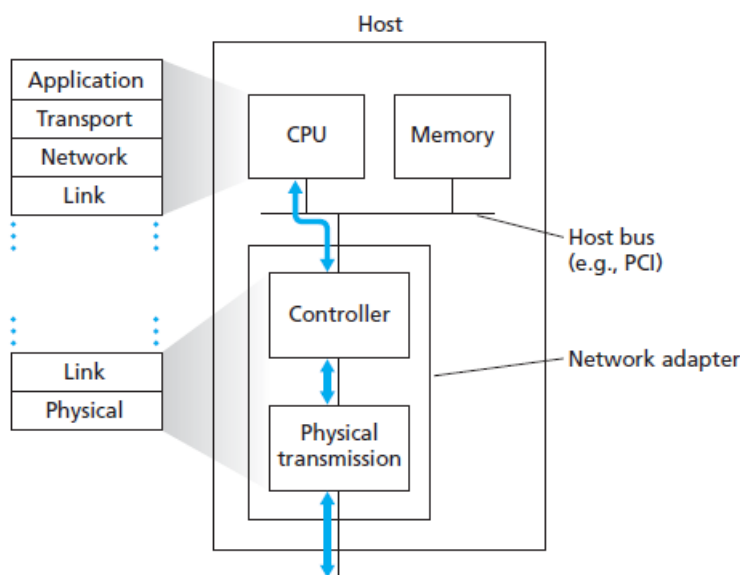 Host
Application
Transport
Network
Link
CPU
Memory
Host bus
(e.g., PCI)
Controller
Link
Physical
Network adapter
Physical
transmission